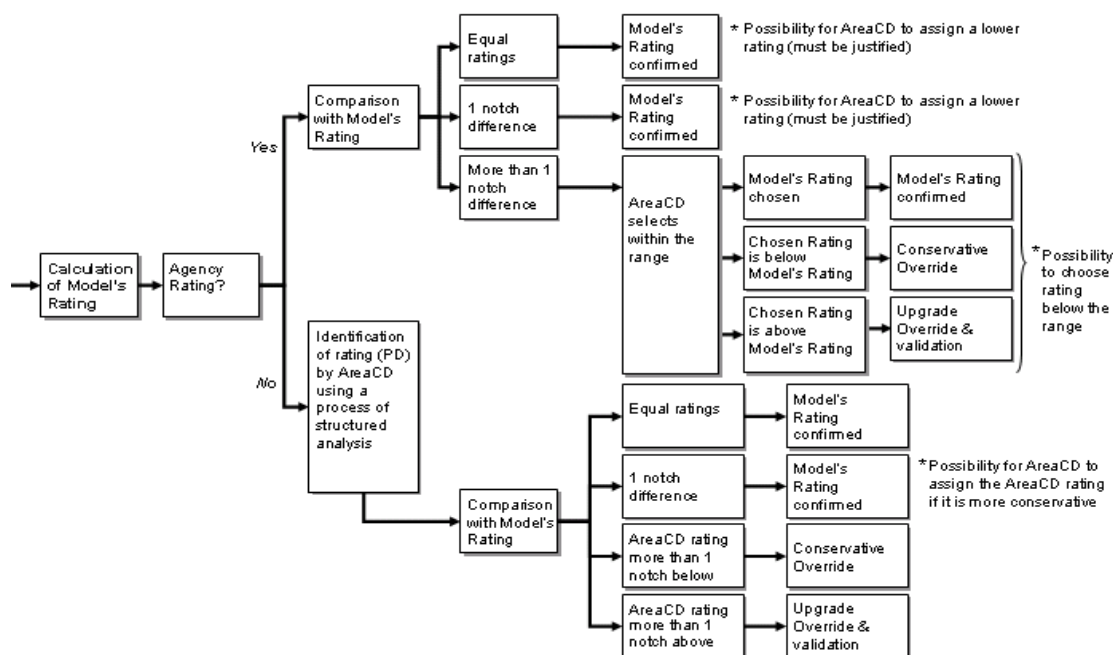 Calculation
of Model's
Rating
Agency
Rating?
Yes
No
Comparison
with Model's
Rating
Equal
ratings
Model's
Rating
confirmed
* Possibility for AreaCD to assign a lower
rating (must be justified)
1 notch
difference
Model's
Rating
confirmed
* Possibility for AreaCD to assign a lower
rating (must be justified)
More than 1
notch
difference
AreaCD
selects
within the
range
Model's Rating
chosen
Model's Rating
confirmed
Chosen Rating
is below
Model's Rating
Conservative
Override
Chosen Rating
is above
Model's Rating
Upgrade
Override &
validation
* Possibility
to choose
rating
below the
range
Identification
of rating (PD)
by AreaCD
using a
process of
structured
analysis
Comparison
with Model's
Rating
Equal ratings
Model's
Rating
confirmed
1 notch
difference
Model's
Rating
confirmed
* Possibility for AreaCD to
assign the AreaCD rating
if it is more conservative
AreaCD rating
more than 1
notch below
Conservative
Override
AreaCD rating
more than 1
notch above
Upgrade
Override &
validation